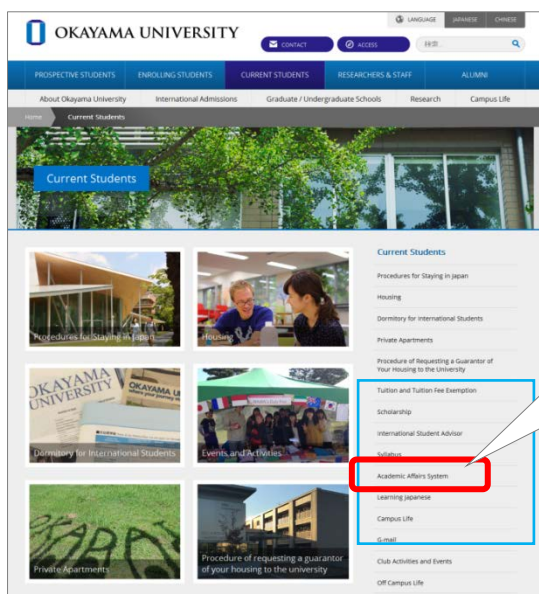 LANGUAGE JAPANESE CHINESE
OKAYAMA UNIVERSITY
CONTACT ACCESS 検索...
PROSPECTIVE STUDENTS ENROLLING STUDENTS CURRENT STUDENTS RESEARCHERS & STAFF ALUMNI
About Okayama University International Admissions Graduate / Undergraduate Schools Research Campus Life
Home Current Students
Current Students
Procedures for Staying in Japan
Housing
OKAYAMA
UNIVERSITY
OKAYAMA U
Dormitory for International Students
Events and Activities
Private Apartments
Procedure of requesting a guarantor
of your housing to the university
Current Students
Procedures for Staying in Japan
Housing
Dormitory for International Students
Private Apartments
Procedure of Requesting a Guarantor of
Your Housing to the University
Tuition and Tuition Fee Exemption
Scholarship
International Student Advisor
Syllabus
Academic Affairs System
Learning Japanese
Campus Life
G-mail
Club Activities and Events
Off Campus Life